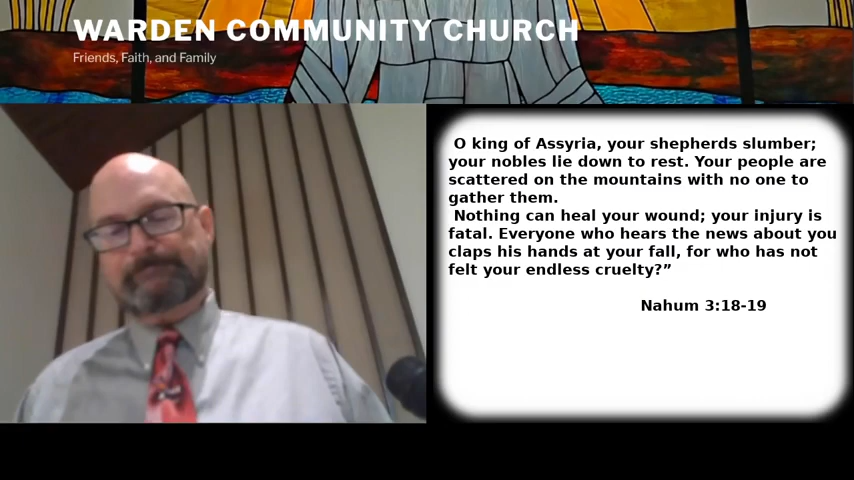 WARDEN COMMUNITY CHURCH
Friends, Faith, and Family
O king of Assyria, your shepherds slumber;
your nobles lie down to rest. Your people are
scattered on the mountains with no one to
gather them.
Nothing can heal your wound; your injury is
fatal. Everyone who hears the news about you
claps his hands at your fall, for who has not
felt your endless cruelty?”
Nahum 3:18-19